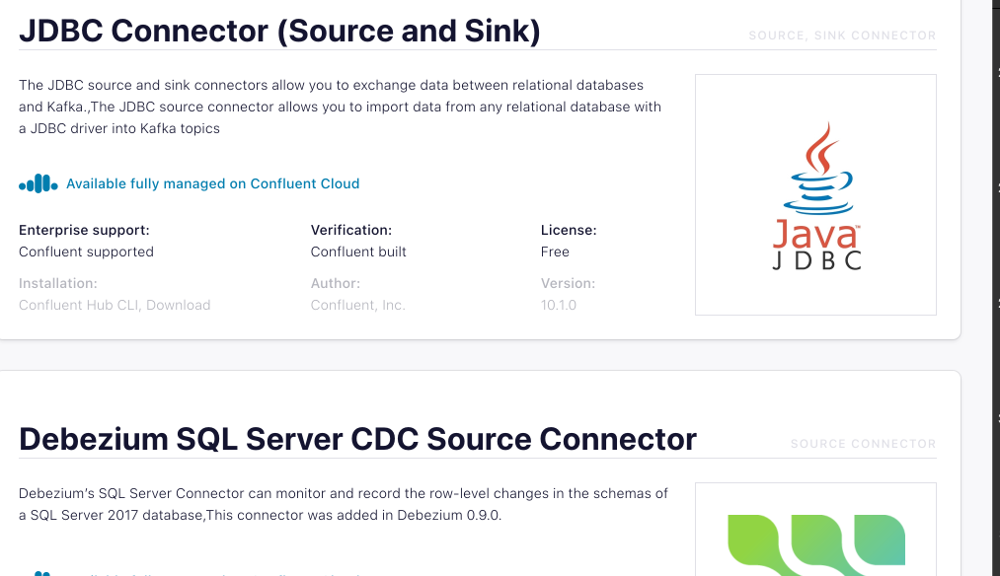 JDBC Connector (Source and Sink)
SOURCE, SINK CONNECTOR
The JDBC source and sink connectors allow you to exchange data between relational databases
and Kafka.,The JDBC source connector allows you to import data from any relational database with
a JDBC driver into Kafka topics
Available fully managed on Confluent Cloud
Enterprise support:
Confluent supported
Verification:
Confluent built
License:
Free
Installation:
Confluent Hub CLI, Download
Author:
Confluent, Inc.
Version:
10.1.0
Java™
JDBC
Debezium SQL Server CDC Source Connector
SOURCE CONNECTOR
Debezium's SQL Server Connector can monitor and record the row-level changes in the schemas of
a SQL Server 2017 database,This connector was added in Debezium 0.9.0.